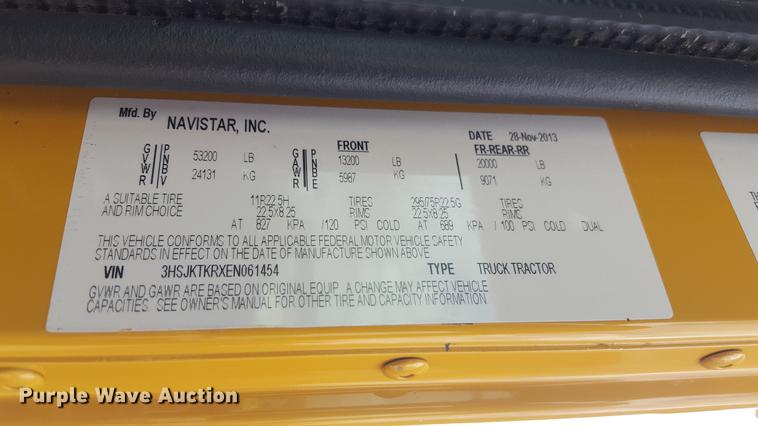 Mfd. By NAVISTAR, INC. DATE 28-Nov-2013
FRONT FR-REAR-RR
GVWR PNBV 53200 LB GAWR PNBE 13200 LB 20000 LB
24131 KG 5987 KG 9071 KG
A SUITABLE TIRE 11R22.5H TIRES 295/75R22.5G TIRES
AND RIM CHOICE 22.5X8.25 RIMS 22.5X8.25 RIMS
AT 827 KPA /120 PSI COLD AT 689 KPA / 100 PSI COLD DUAL
THIS VEHICLE CONFORMS TO ALL APPLICABLE FEDERAL MOTOR VEHICLE SAFETY
STANDARDS IN EFFECT ON THE DATE OF MANUFACTURE SHOWN ABOVE
VIN 3HSJKTKRXEN061454 TYPE TRUCK TRACTOR
GVWR AND GAWR ARE BASED ON ORIGINAL EQUIP. A CHANGE MAY AFFECT VEHICLE
CAPACITIES. SEE OWNER'S MANUAL FOR OTHER TIRE AND CAPACITY INFORMATION
Purple Wave Auction